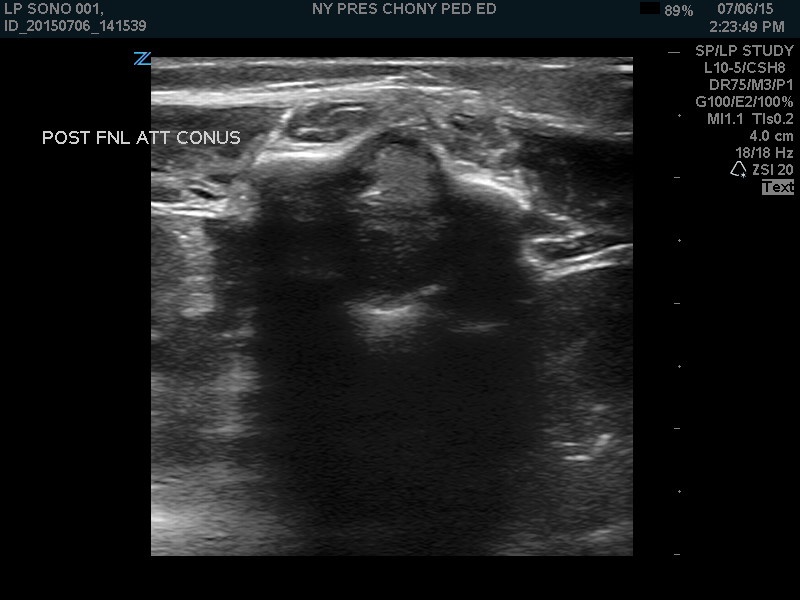 LP SONO 001,
ID_20150706_141539
NY PRES CHONY PED ED
89%
07/06/15
2:23:49 PM
Z
SP/LP STUDY
L10-5/CSH8
DR75/M3/P1
G100/E2/100%
MI1.1 TIs0.2
4.0 cm
18/18 Hz
ZSI 20
Text
POST FNL ATT CONUS